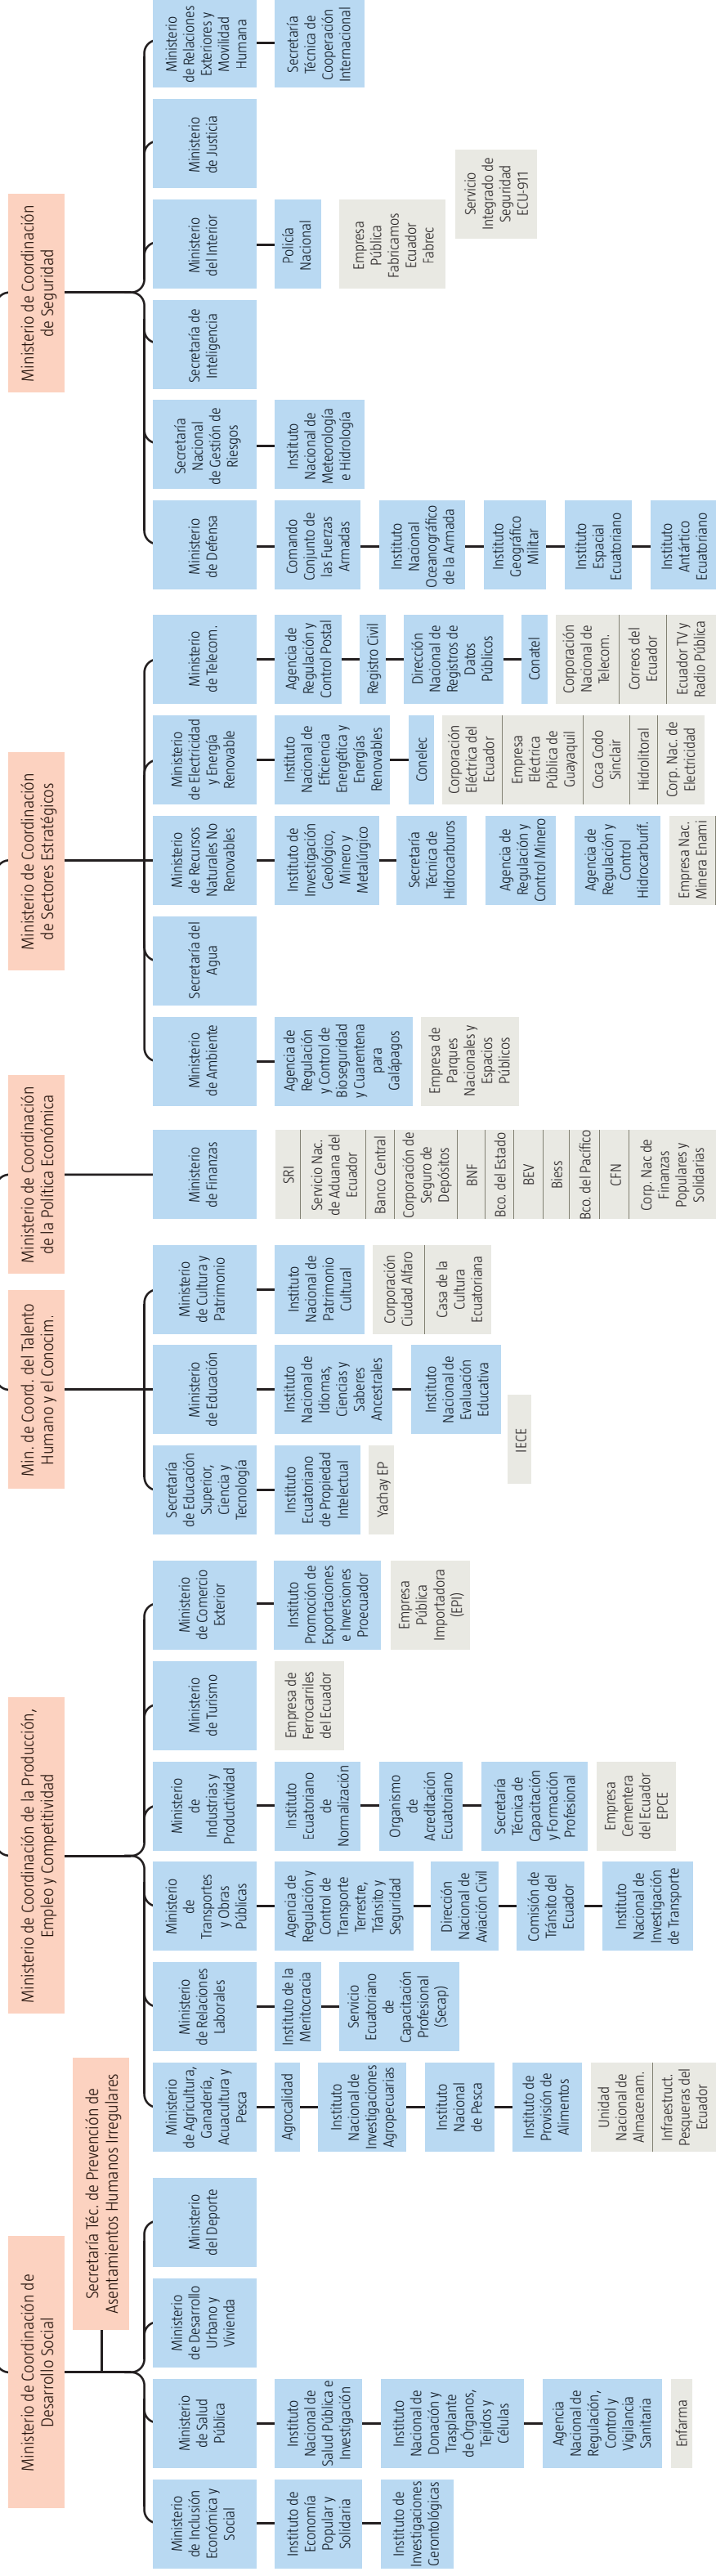 Ministerio de Coordinación de
Desarrollo Social
Secretaría Téc. de Prevención de
Asentamientos Humanos Irregulares
Ministerio
de Inclusión
Económica y
Social
Instituto de
Economía
Popular y
Solidaria
Instituto de
Investigaciones
Gerontológicas
Ministerio
de Salud
Pública
Instituto
Nacional de
Salud Pública e
Investigación
Instituto
Nacional de
Donación y
Trasplante
de Órganos,
Tejidos y
Células
Agencia
Nacional de
Regulación,
Control y
Vigilancia
Sanitaria
Enfarma
Ministerio
de Desarrollo
Urbano y
Vivienda
Ministerio
del Deporte
Ministerio de Coordinación de la Producción,
Empleo y Competitividad
Ministerio
de Agricultura,
Ganadería,
Acuacultura y
Pesca
Agrocalidad
Instituto
Nacional de
Investigaciones
Agropecuarias
Instituto
Nacional
de Pesca
Instituto de
Provisión de
Alimentos
Unidad
Nacional de
Almacenam.
Infraestruct.
Pesqueras del
Ecuador
Ministerio
de Relaciones
Laborales
Instituto de la
Meritocracia
Servicio
Ecuatoriano
de
Capacitación
Profesional
(Secap)
Ministerio
de
Transportes
y Obras
Públicas
Agencia de
Regulación y
Control de
Transporte
Terrestre,
Tránsito y
Seguridad
Dirección
Nacional de
Aviación Civil
Comisión de
Tránsito del
Ecuador
Instituto
Nacional de
Investigación
de Transporte
Ministerio
de
Industrias y
Productividad
Instituto
Ecuatoriano
de
Normalización
Organismo
de
Acreditación
Ecuatoriano
Secretaría
Técnica de
Capacitación
y Formación
Profesional
Empresa
Cementera
del Ecuador
EPCE
Ministerio
de Turismo
Empresa de
Ferrocarriles
del Ecuador
Ministerio
de Comercio
Exterior
Instituto
Promoción de
Exportaciones
e Inversiones
Proecuador
Empresa
Pública
Importadora
(EPI)
Min. de Coord. del Talento
Humano y el Conocim.
Secretaría
de Educación
Superior,
Ciencia y
Tecnología
Instituto
Ecuatoriano
de Propiedad
Intelectual
Yachay EP
Ministerio
de Educación
Instituto
Nacional de
Idiomas,
Ciencias y
Saberes
Ancestrales
Instituto
Nacional de
Evaluación
Educativa
IECE
Ministerio
de Cultura y
Patrimonio
Instituto
Nacional de
Patrimonio
Cultural
Corporación
Ciudad Alfaro
Casa de la
Cultura
Ecuatoriana
Ministerio de Coordinación
de la Política Económica
Ministerio
de Finanzas
SRI
Servicio Nac.
de Aduana del
Ecuador
Banco Central
Corporación de
Seguro de
Depósitos
BNF
Bco. del Estado
BEV
Biess
Bco. del Pacífico
CFN
Corp. Nac de
Finanzas
Populares y
Solidarias
Ministerio de Coordinación
de Sectores Estratégicos
Ministerio
de Ambiente
Agencia de
Regulación
y Control de
Bioseguridad
y Cuarentena
para
Galápagos
Empresa de
Parques
Nacionales y
Espacios
Públicos
Secretaría del
Agua
Ministerio
de Recursos
Naturales No
Renovables
Instituto de
Investigación
Geológico,
Minero y
Metalúrgico
Secretaría
Técnica de
Hidrocarburos
Agencia de
Regulación y
Control Minero
Agencia de
Regulación y
Control
Hidrocarburíf.
Empresa Nac.
Minera Enami
Ministerio
de Electricidad
y Energía
Renovable
Instituto
Nacional de
Eficiencia
Energética y
Energías
Renovables
Conelec
Corporación
Eléctrica del
Ecuador
Empresa
Eléctrica
Pública de
Guayaquil
Coca Codo
Sinclair
Hidrolitoral
Corp. Nac. de
Electricidad
Ministerio
de Telecom.
Agencia de
Regulación y
Control Postal
Registro Civil
Dirección
Nacional de
Registros de
Datos
Públicos
Conatel
Corporación
Nacional de
Telecom.
Correos del
Ecuador
Ecuador TV y
Radio Pública
Ministerio de Coordinación
de Seguridad
Ministerio
de Defensa
Comando
Conjunto de
las Fuerzas
Armadas
Instituto
Nacional
Oceanográfico
de la Armada
Instituto
Geográfico
Militar
Instituto
Espacial
Ecuatoriano
Instituto
Antártico
Ecuatoriano
Secretaría
Nacional
de Gestión de
Riesgos
Instituto
Nacional de
Meteorología
e Hidrología
Secretaría de
Inteligencia
Ministerio
del Interior
Policía
Nacional
Empresa
Pública
Fabricamos
Ecuador
Fabrec
Servicio
Integrado de
Seguridad
ECU-911
Ministerio
de Justicia
Ministerio
de Relaciones
Exteriores y
Movilidad
Humana
Secretaría
Técnica de
Cooperación
Internacional